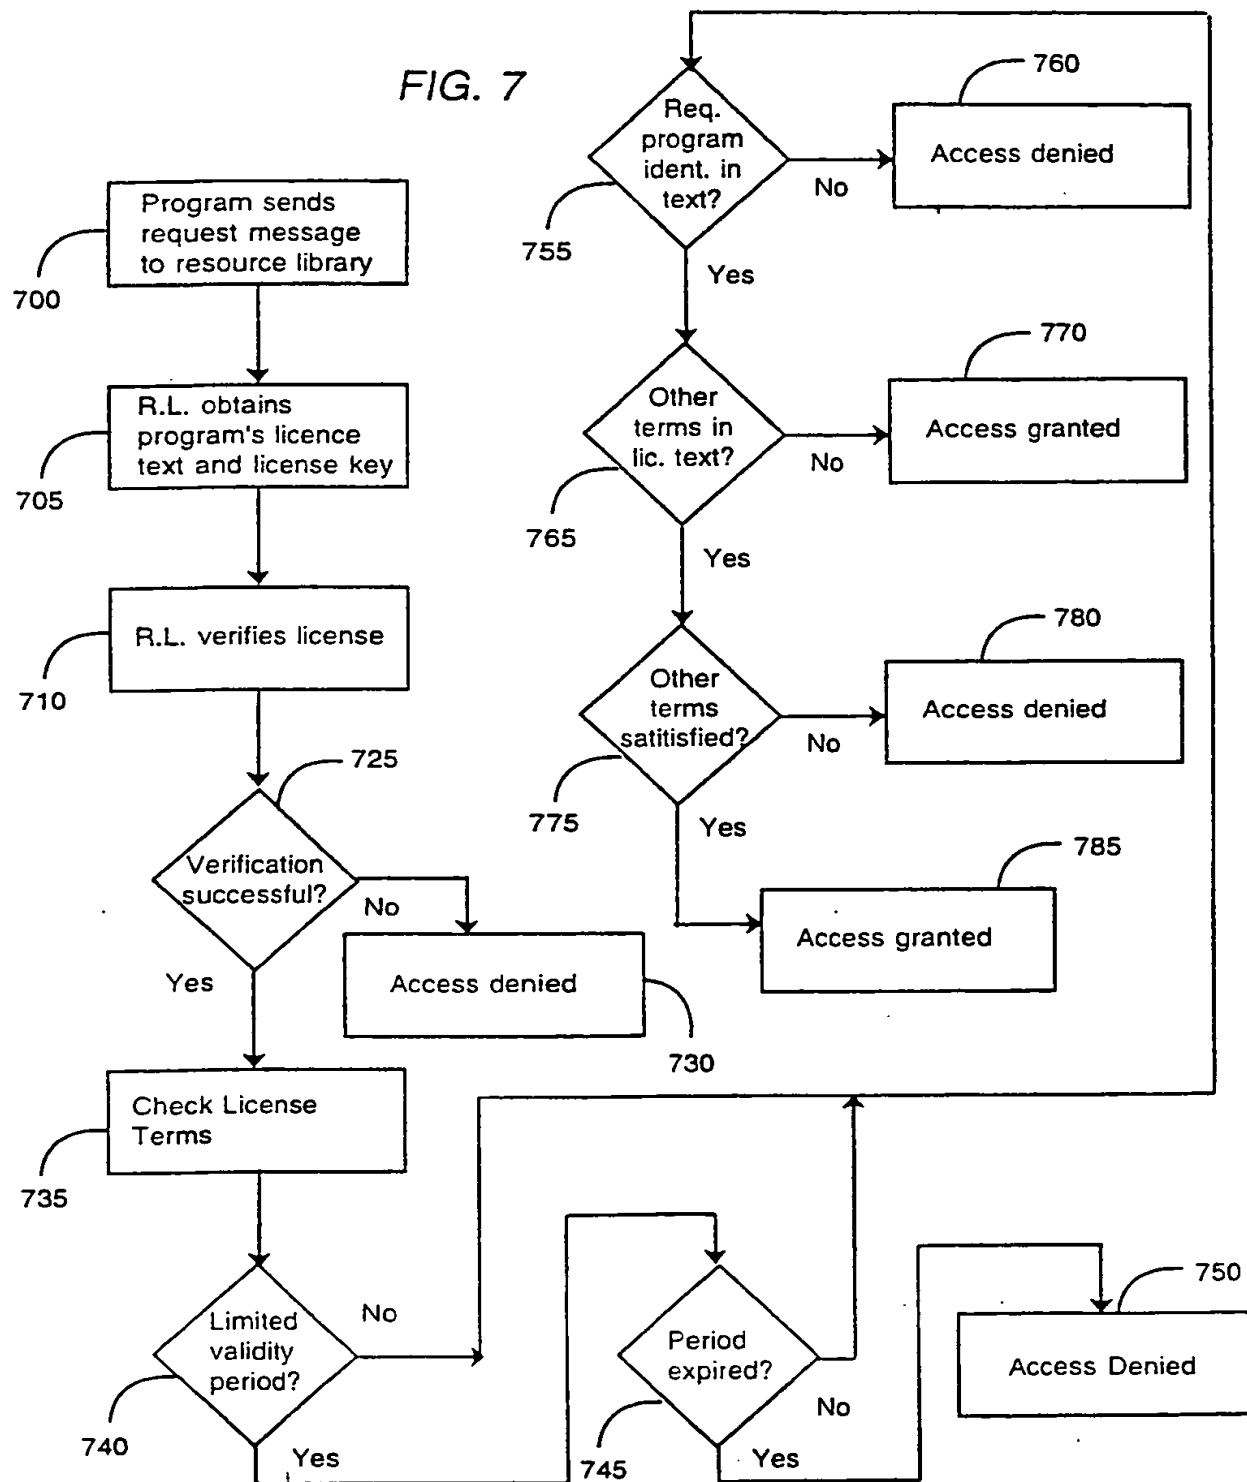 FIG. 7
Program sends
request message
to resource library
700
R.L. obtains
program's licence
text and license key
705
R.L. verifies license
710
725
Verification
successful?
No
Yes
Access denied
730
Check License
Terms
735
Limited
validity
period?
No
740
Yes
Period
expired?
No
745
Yes
750
Access Denied
Req.
program
ident. in
text?
755
No
Yes
760
Access denied
Other
terms in
lic. text?
765
No
Yes
770
Access granted
Other
terms
satitisfied?
775
No
Yes
780
Access denied
785
Access granted